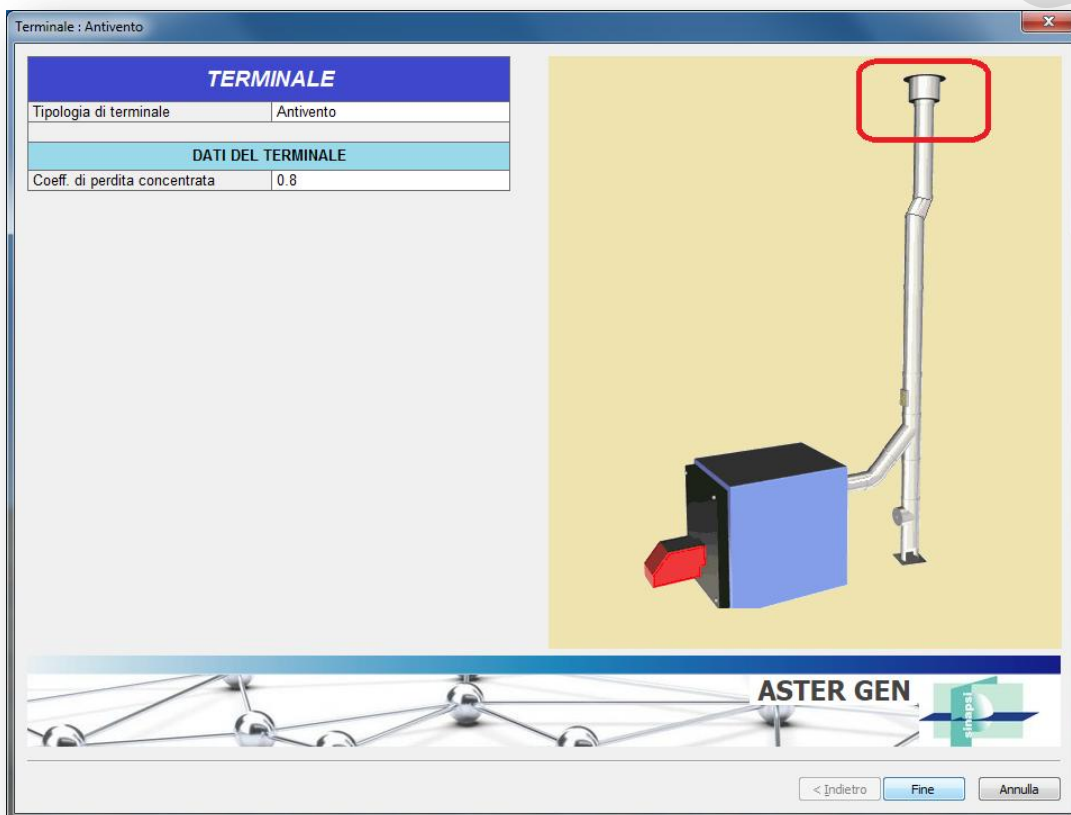 Terminale : Antivento
TERMINALE
Tipologia di terminale Antivento
DATI DEL TERMINALE
Coeff. di perdita concentrata 0.8
ASTER GEN
sinapsi
< Indietro Fine Annulla